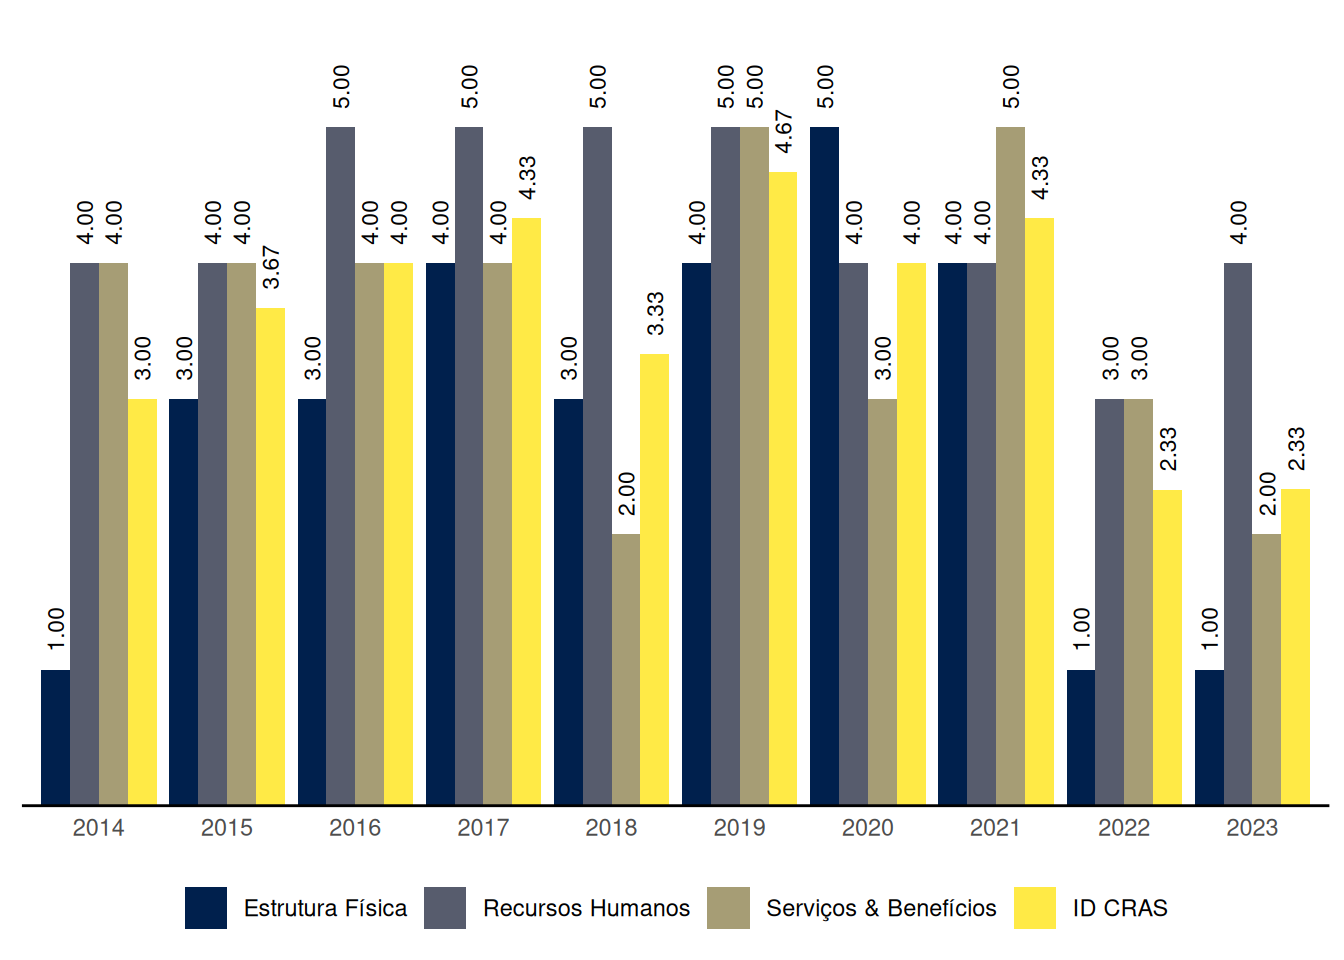 1.00 4.00 4.00 3.00
3.00 4.00 4.00 3.67
3.00 5.00 4.00 4.00
4.00 5.00 4.00 4.33
3.00 5.00 2.00 3.33
4.00 5.00 5.00 4.67
5.00 4.00 3.00 4.00
4.00 4.00 5.00 4.33
1.00 3.00 3.00 2.33
1.00 4.00 2.00 2.33
2014 2015 2016 2017 2018 2019 2020 2021 2022 2023
Estrutura Física Recursos Humanos Serviços & Benefícios ID CRAS